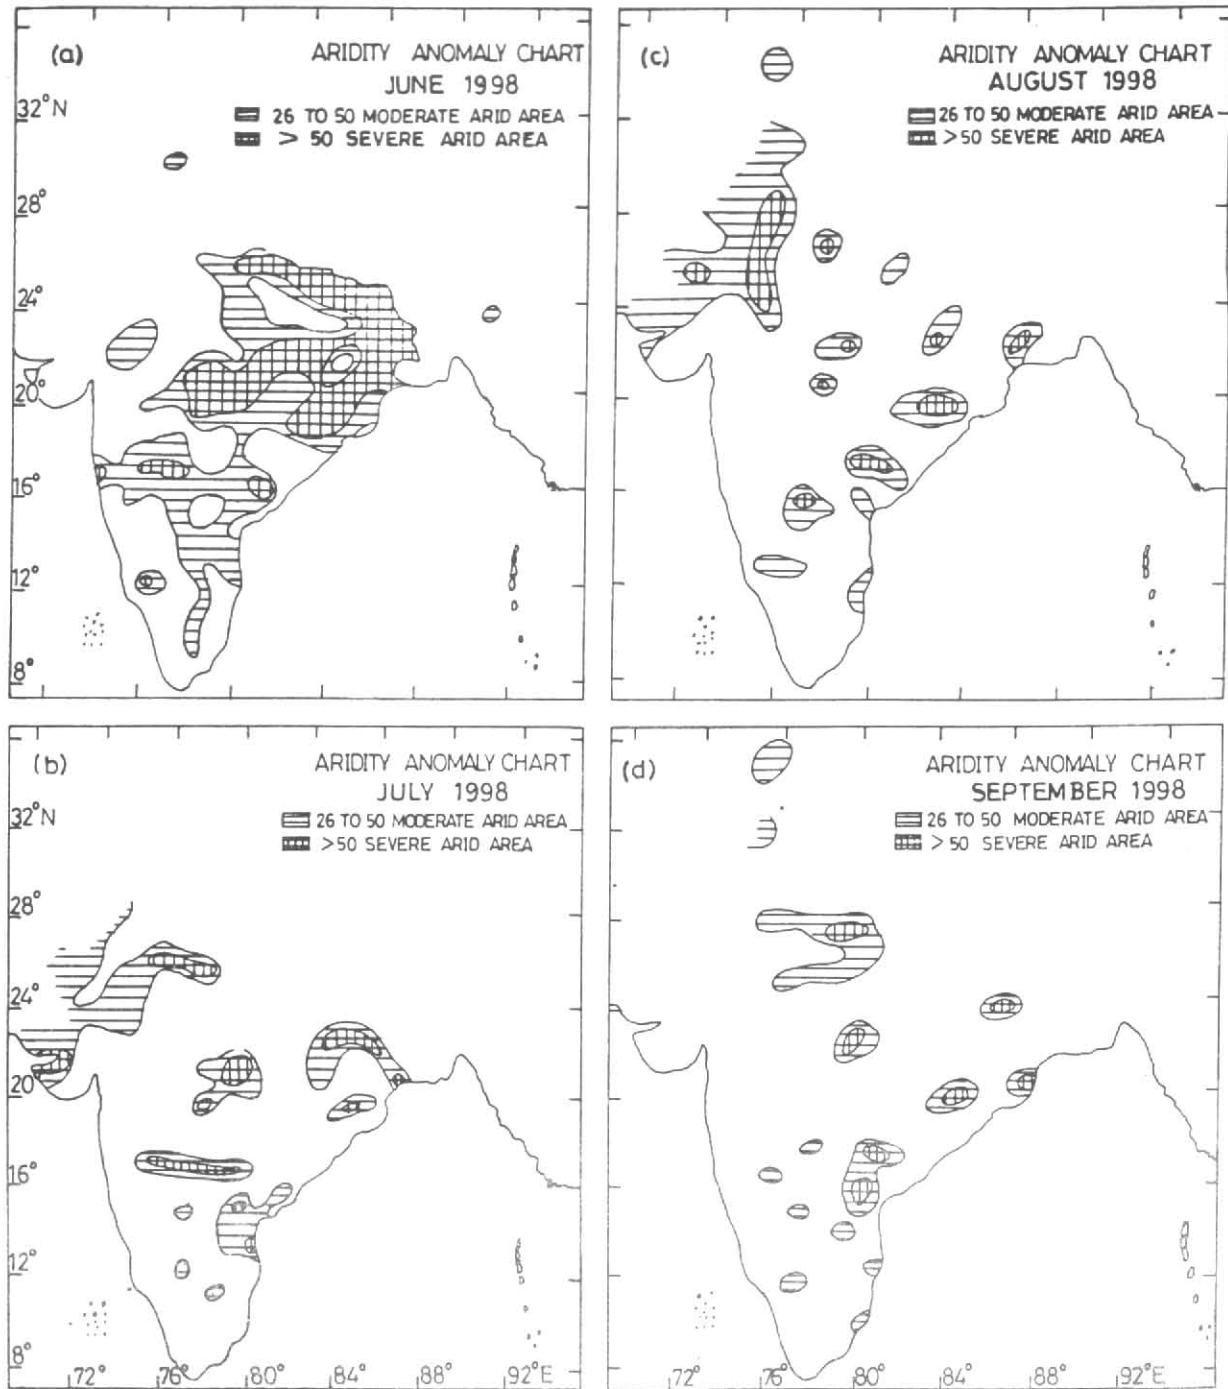 (a)
ARIDITY ANOMALY CHART
JUNE 1998
26 TO 50 MODERATE ARID AREA
> 50 SEVERE ARID AREA
32°N
28°
24°
20°
16°
12°
8°
(c)
ARIDITY ANOMALY CHART
AUGUST 1998
26 TO 50 MODERATE ARID AREA
> 50 SEVERE ARID AREA
(b)
ARIDITY ANOMALY CHART
JULY 1998
26 TO 50 MODERATE ARID AREA
>50 SEVERE ARID AREA
32°N
28°
24°
20°
16°
12°
8°
72° 76° 80° 84° 88° 92°E
(d)
ARIDITY ANOMALY CHART
SEPTEMBER 1998
26 TO 50 MODERATE ARID AREA
> 50 SEVERE ARID AREA
72° 76° 80° 84° 88° 92°E